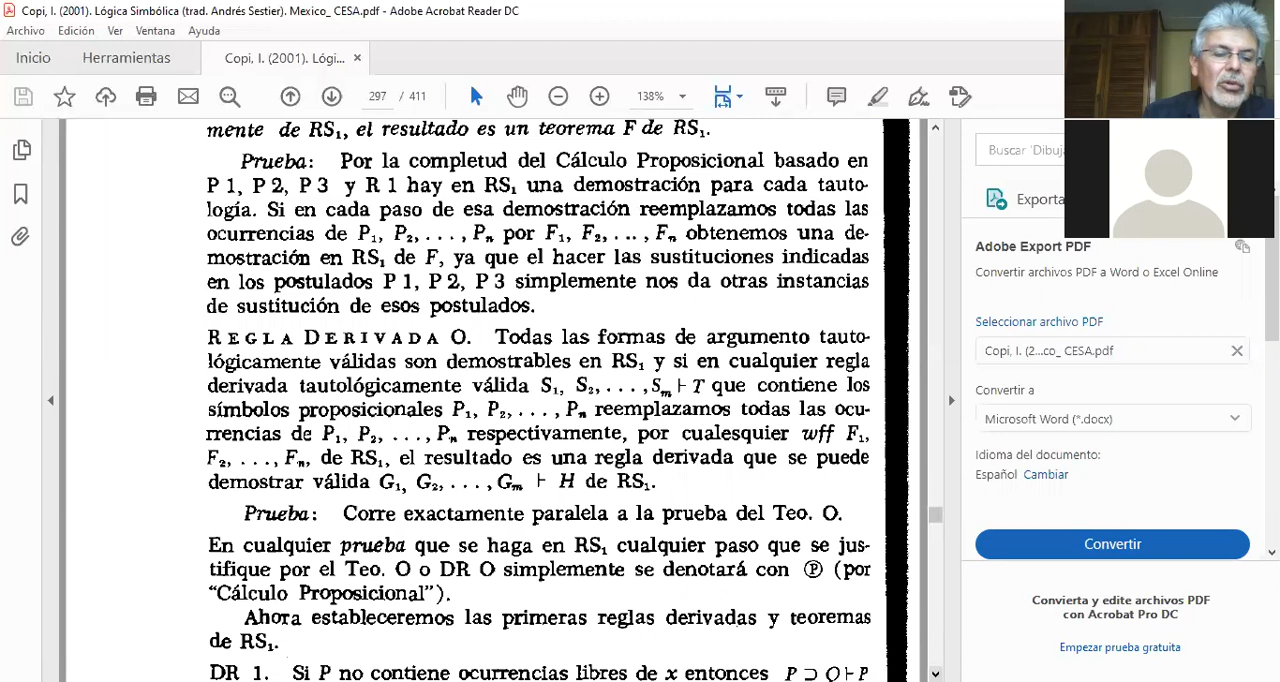 Copi, I. (2001). Lógica Simbólica (trad. Andrés Sestier). Mexico_ CESA.pdf - Adobe Acrobat Reader DC
Archivo Edición Ver Ventana Ayuda
Inicio Herramientas Copi, I. (2001). Lógi... ×
297 / 411 138%
mente de RS₁, el resultado es un teorema F de RS₁.
Prueba: Por la completud del Cálculo Proposicional basado en
P 1, P 2, P 3 y R 1 hay en RS₁ una demostración para cada tauto-
logía. Si en cada paso de esa demostración reemplazamos todas las
ocurrencias de P₁, P₂, . . . , Pₙ por F₁, F₂, . . . , Fₙ obtenemos una de-
mostración en RS₁ de F, ya que el hacer las sustituciones indicadas
en los postulados P 1, P 2, P 3 simplemente nos da otras instancias
de sustitución de esos postulados.
REGLA DERIVADA O. Todas las formas de argumento tauto-
lógicamente válidas son demostrables en RS₁ y si en cualquier regla
derivada tautológicamente válida S₁, S₂, . . . , Sₘ ⊢ T que contiene los
símbolos proposicionales P₁, P₂, . . . , Pₙ reemplazamos todas las ocu-
rrencias de P₁, P₂, . . . , Pₙ respectivamente, por cualesquier wff F₁,
F₂, . . . , Fₙ, de RS₁, el resultado es una regla derivada que se puede
demostrar válida G₁, G₂, . . . , Gₘ ⊢ H de RS₁.
Prueba: Corre exactamente paralela a la prueba del Teo. O.
En cualquier prueba que se haga en RS₁ cualquier paso que se jus-
tifique por el Teo. O o DR O simplemente se denotará con Ⓟ (por
"Cálculo Proposicional").
Ahora estableceremos las primeras reglas derivadas y teoremas
de RS₁.
DR 1. Si P no contiene ocurrencias libres de x entonces P ⊃ Q ⊢ P
Buscar 'Dibuj
Exporta
Adobe Export PDF
Convertir archivos PDF a Word o Excel Online
Seleccionar archivo PDF
Copi, I. (2...co_ CESA.pdf ×
Convertir a
Microsoft Word (*.docx)
Idioma del documento:
Español Cambiar
Convertir
Convierta y edite archivos PDF
con Acrobat Pro DC
Empezar prueba gratuita